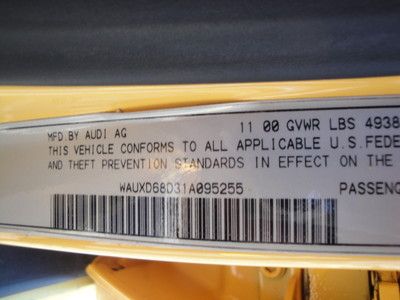 MFD BY AUDI AG 11 00 GVWR LBS 4938
THIS VEHICLE CONFORMS TO ALL APPLICABLE U.S.FEDE
AND THEFT PREVENTION STANDARDS IN EFFECT ON THE
WAUXD68D31A095255 PASSENG